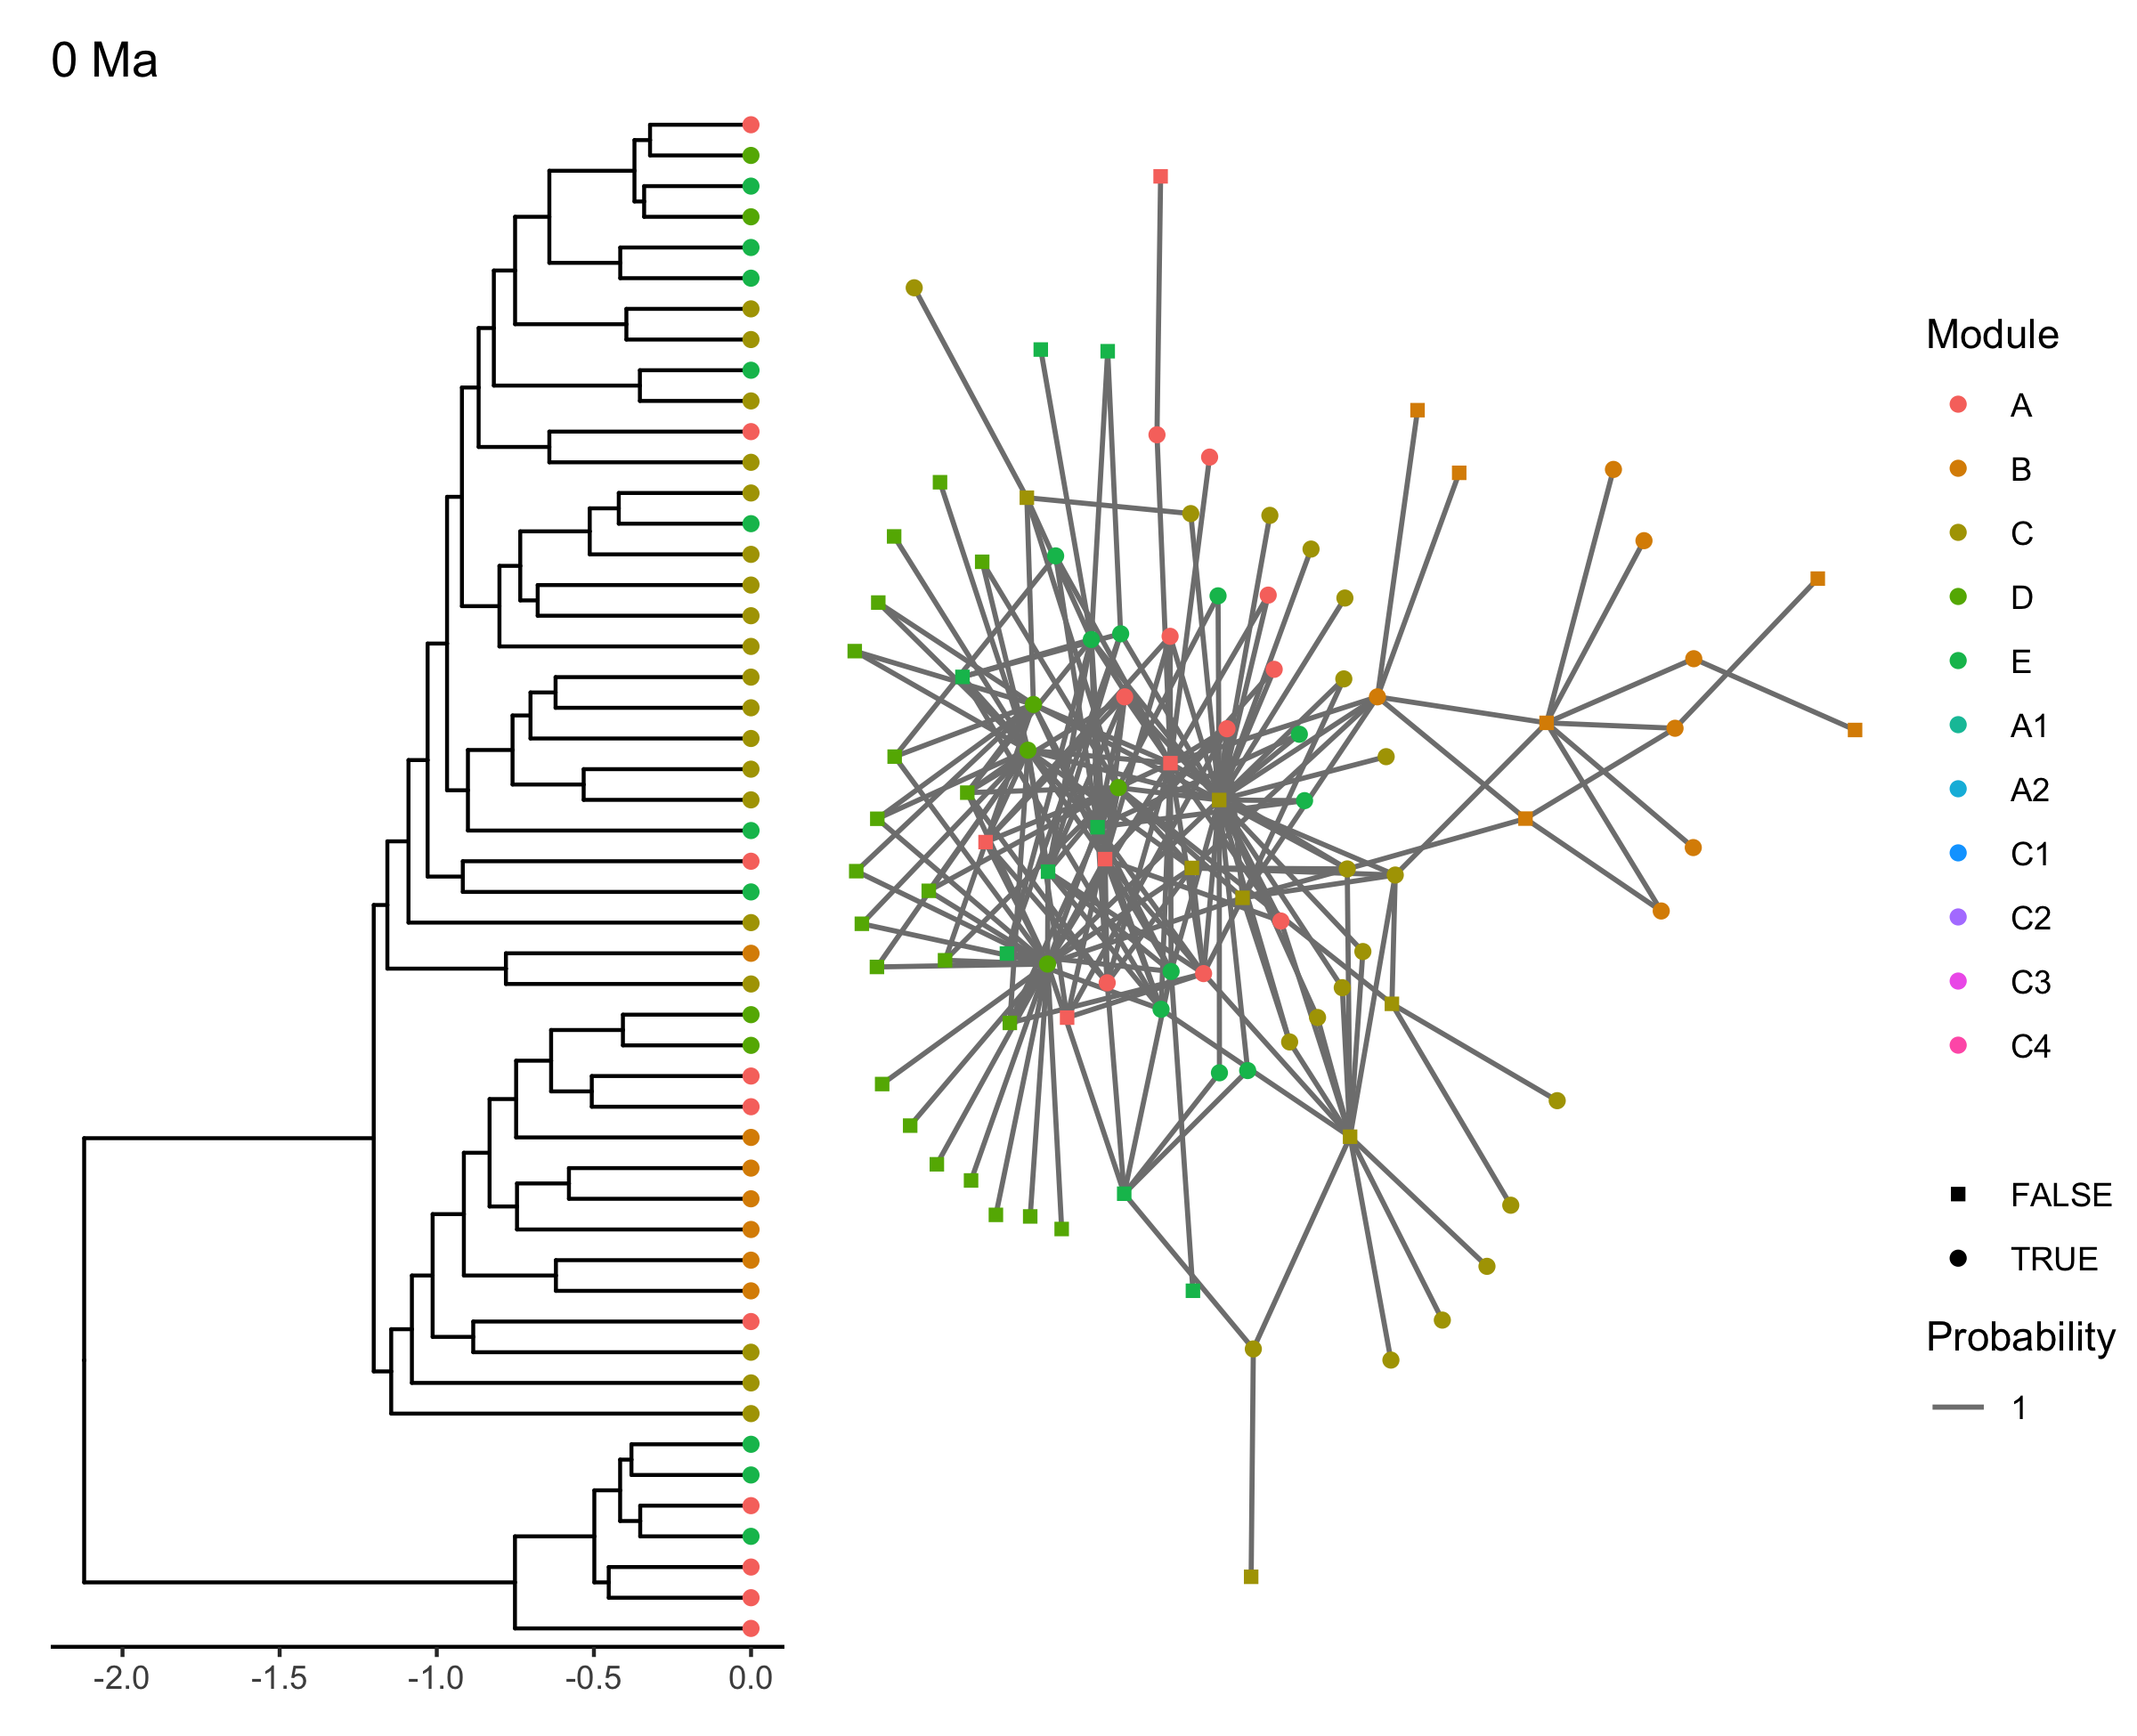 0 Ma
-2.0
-1.5
-1.0
-0.5
0.0
Module
A
B
C
D
E
A1
A2
C1
C2
C3
C4
FALSE
TRUE
Probability
1